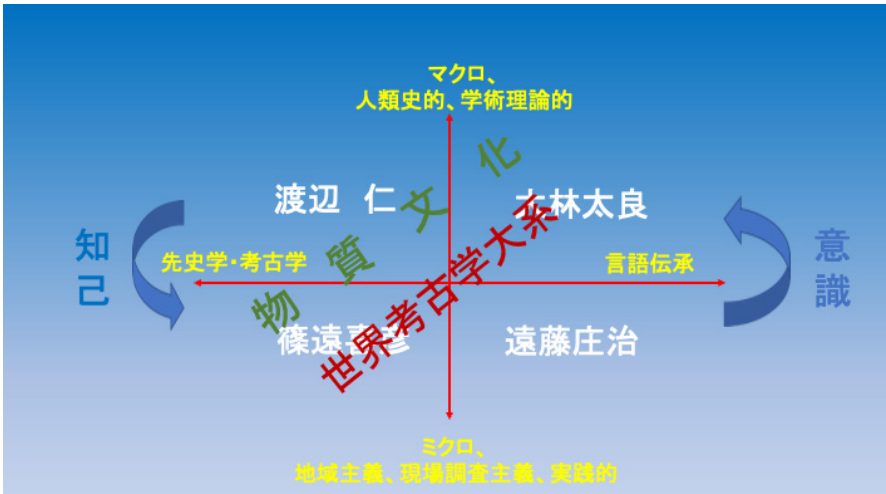 マクロ、
人類史的、学術理論的
物質文化
渡辺 仁
大林太良
知己
先史学・考古学
言語伝承
意識
世界考古学大系
篠遠喜彦
遠藤庄治
ミクロ、
地域主義、現場調査主義、実践的